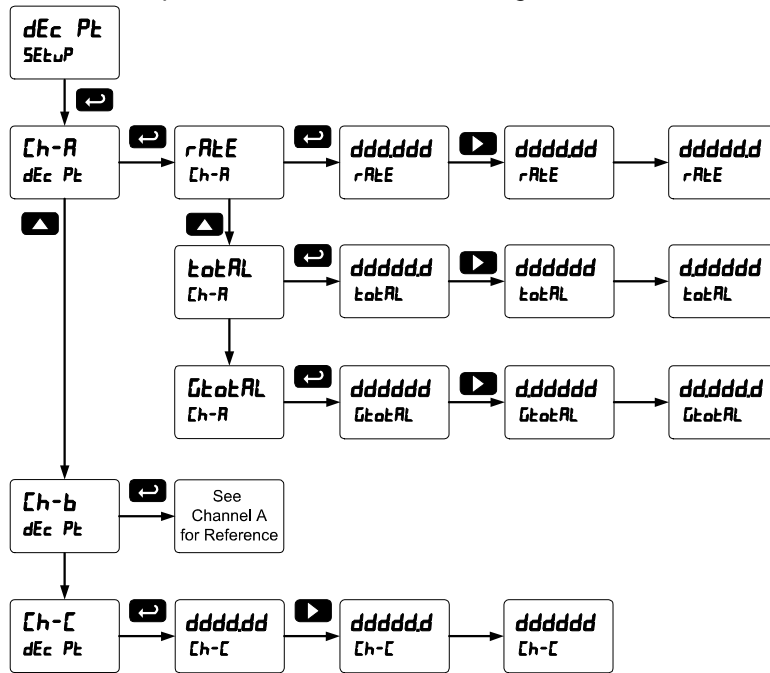 dEc Pt
SEtuP
Ch-A
dEc Pt
rAtE
Ch-A
ddd.ddd
rAtE
dddd.dd
rAtE
ddddd.d
rAtE
totAL
Ch-A
ddddd.d
totAL
dddddd
totAL
d.ddddd
totAL
GtotAL
Ch-A
dddddd
GtotAL
d.ddddd
GtotAL
dd.ddd.d
GtotAL
Ch-b
dEc Pt
See
Channel A
for Reference
Ch-C
dEc Pt
dddd.dd
Ch-C
ddddd.d
Ch-C
dddddd
Ch-C